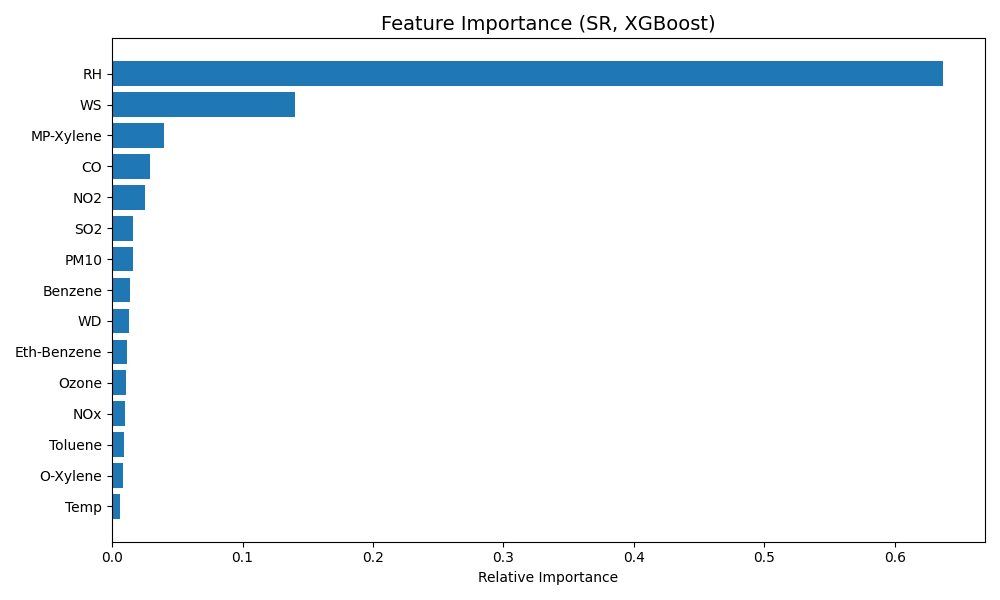 Feature Importance (SR, XGBoost)
RH
WS
MP-Xylene
CO
NO2
SO2
PM10
Benzene
WD
Eth-Benzene
Ozone
NOx
Toluene
O-Xylene
Temp
0.0 0.1 0.2 0.3 0.4 0.5 0.6
Relative Importance